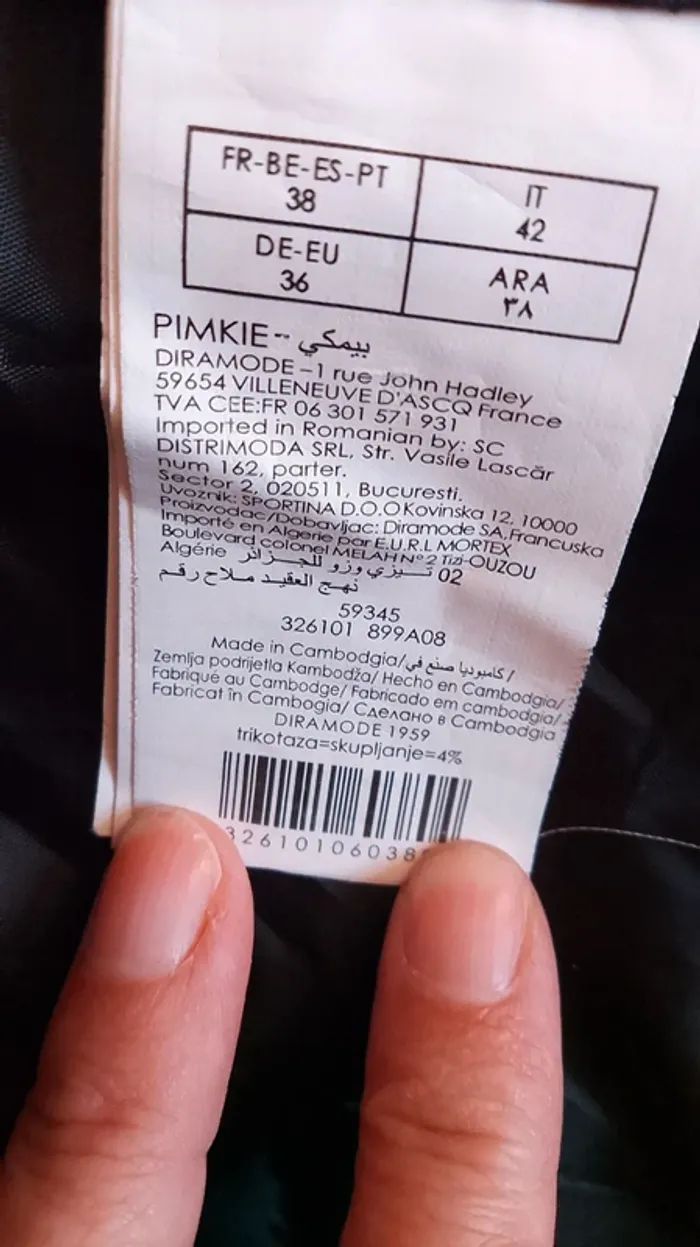 FR-BE-ES-PT
38
IT
42
DE-EU
36
ARA
٣٨
PIMKIE-- بيمكي
DIRAMODE –1 rue John Hadley
59654 VILLENEUVE D'ASCQ France
TVA CEE:FR 06 301 571 931
Imported in Romanian by: SC
DISTRIMODA SRL, Str. Vasile Lascăr
num 162, parter.
Sector 2, 020511, Bucuresti.
Uvoznik: SPORTINA D.O.O Kovinska 12, 10000
Proizvodac/Dobavljac: Diramode SA, Francuska
Importé en Algerie par E.U.R.L MORTEX
Boulevard colonel MELAH N°2 Tizi-OUZOU
Algérie تـيـزي وزو للجـزائر 02
نهج العقيد ملاح رقم
59345
326101 899A08
Made in Cambodgia/كامبوديا صنع في/
Zemlja podrijetla Kambodža/ Hecho en Cambodgia/
Fabriqué au Cambodge/ Fabricado em cambodgia/
Fabricat în Cambogia/ Сделано в Cambodgia
DIRAMODE 1959
trikotaza=skupljanje=4%
32610106038